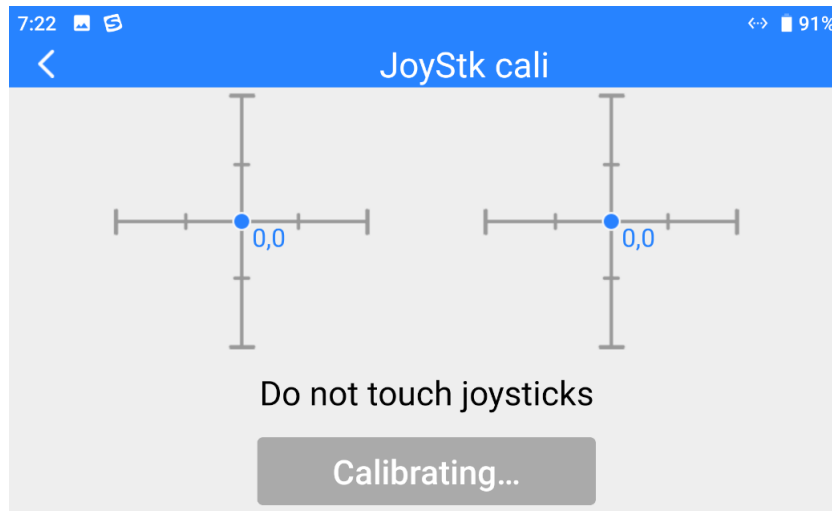 7:22 91%
JoyStk cali
0,0 0,0
Do not touch joysticks
Calibrating...